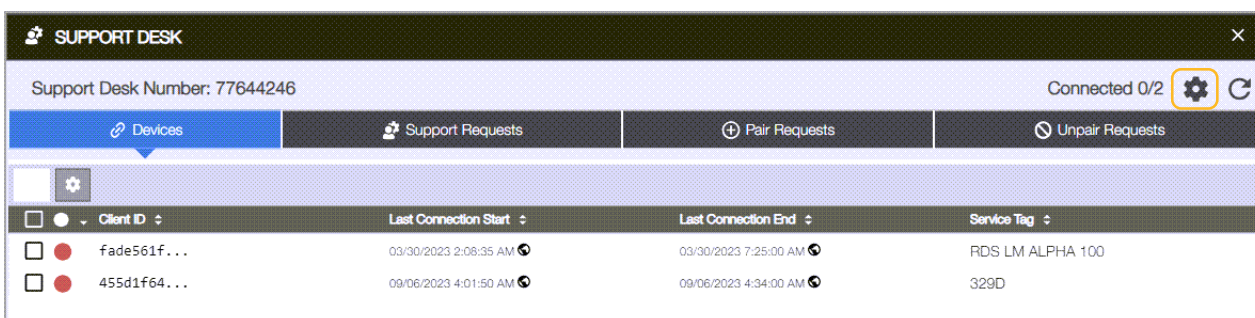 SUPPORT DESK
Support Desk Number: 77644246 Connected 0/2
Devices Support Requests Pair Requests Unpair Requests
Client ID Last Connection Start Last Connection End Service Tag
fade561f... 03/30/2023 2:08:35 AM 03/30/2023 7:25:00 AM RDS LM ALPHA 100
455d1f64... 09/06/2023 4:01:50 AM 09/06/2023 4:34:00 AM 329D